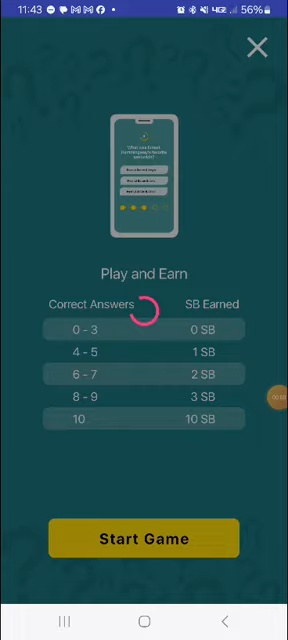 11:43
4G 56%
Play and Earn
Correct Answers SB Earned
0 - 3 0 SB
4 - 5 1 SB
6 - 7 2 SB
8 - 9 3 SB
10 10 SB
Start Game